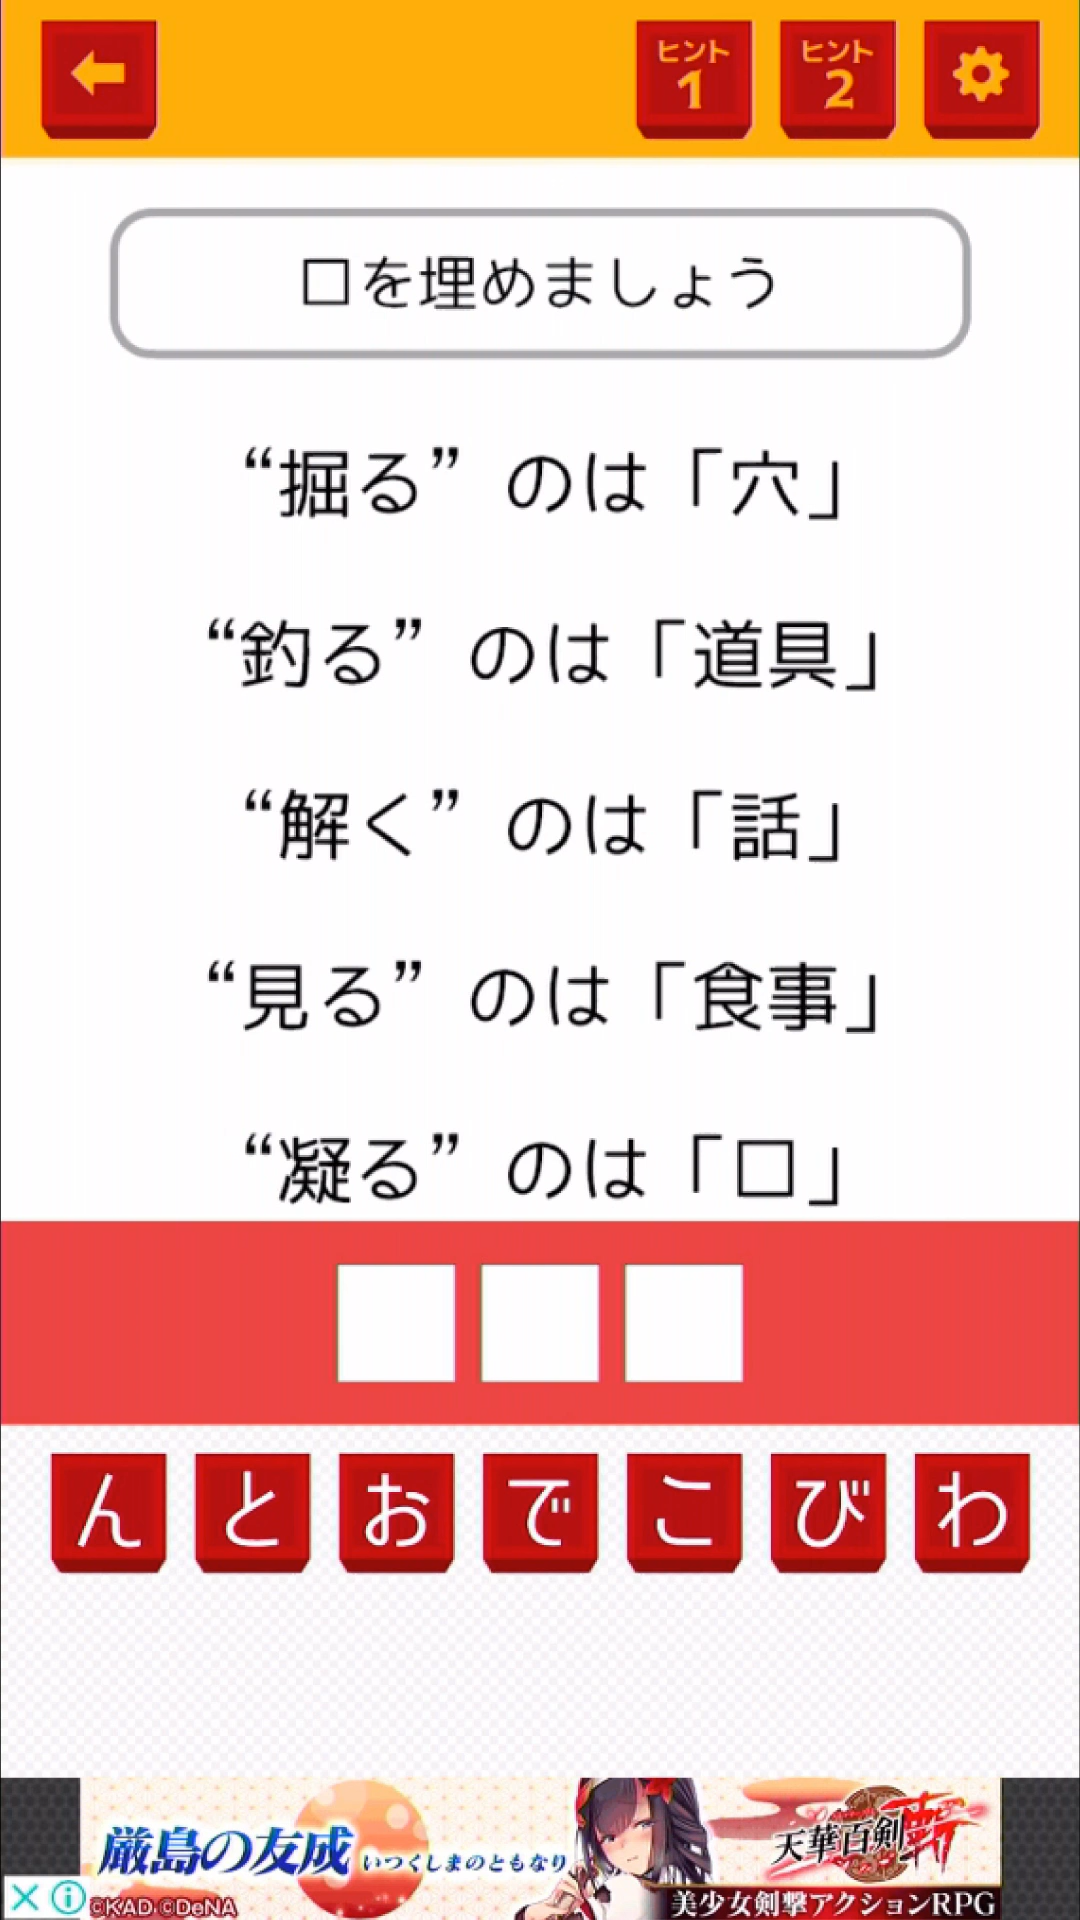 ヒント
1
ヒント
2
□を埋めましょう
“掘る” のは「穴」
“釣る” のは「道具」
“解く” のは「話」
“見る” のは「食事」
“凝る” のは「□」
ん と お で こ び わ
厳島の友成 いつくしまのともなり
天華百剣 斬
©KAD ©DeNA
美少女剣撃アクションRPG